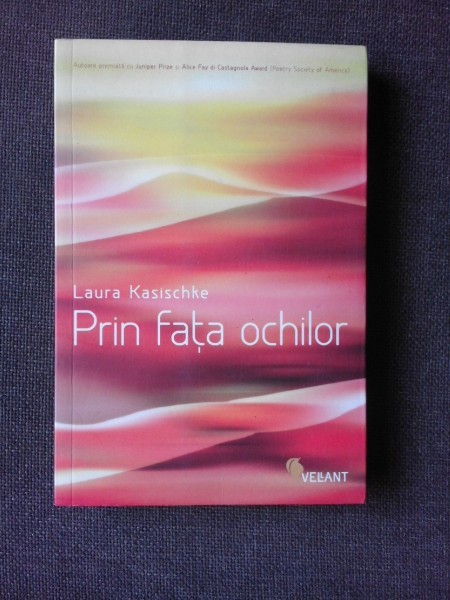 Autoare premiată cu Juniper Prize și Alice Fay di Castagnola Award (Poetry Society of America)
Laura Kasischke
Prin fața ochilor
VELLANT